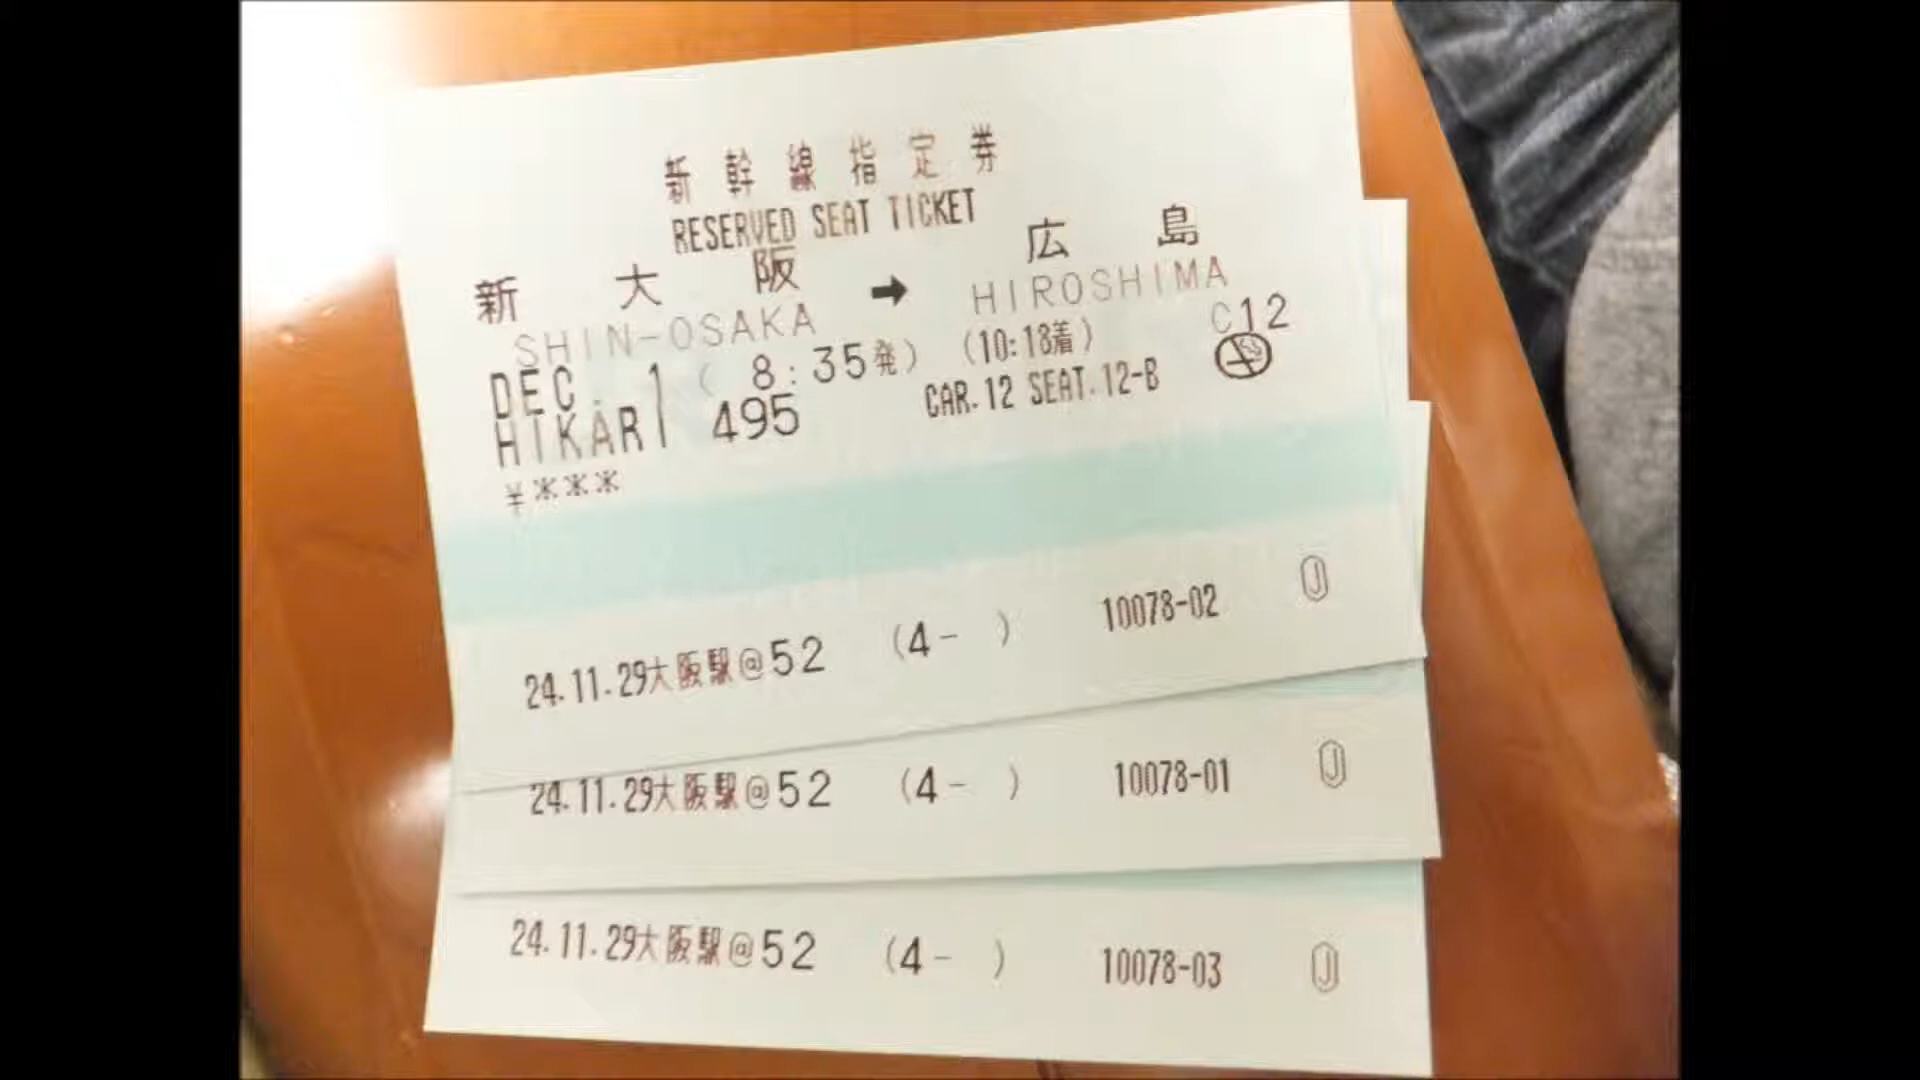 新幹線指定券
RESERVED SEAT TICKET
新大阪 ➡ 広島
SHIN-OSAKA HIROSHIMA
DEC. 1 ( 8:35発) (10:18着) C12
HIKARI 495 CAR.12 SEAT.12-B
¥***
24.11.29大阪駅@52 (4- ) 10078-02 J
24.11.29大阪駅@52 (4- ) 10078-01 J
24.11.29大阪駅@52 (4- ) 10078-03 J